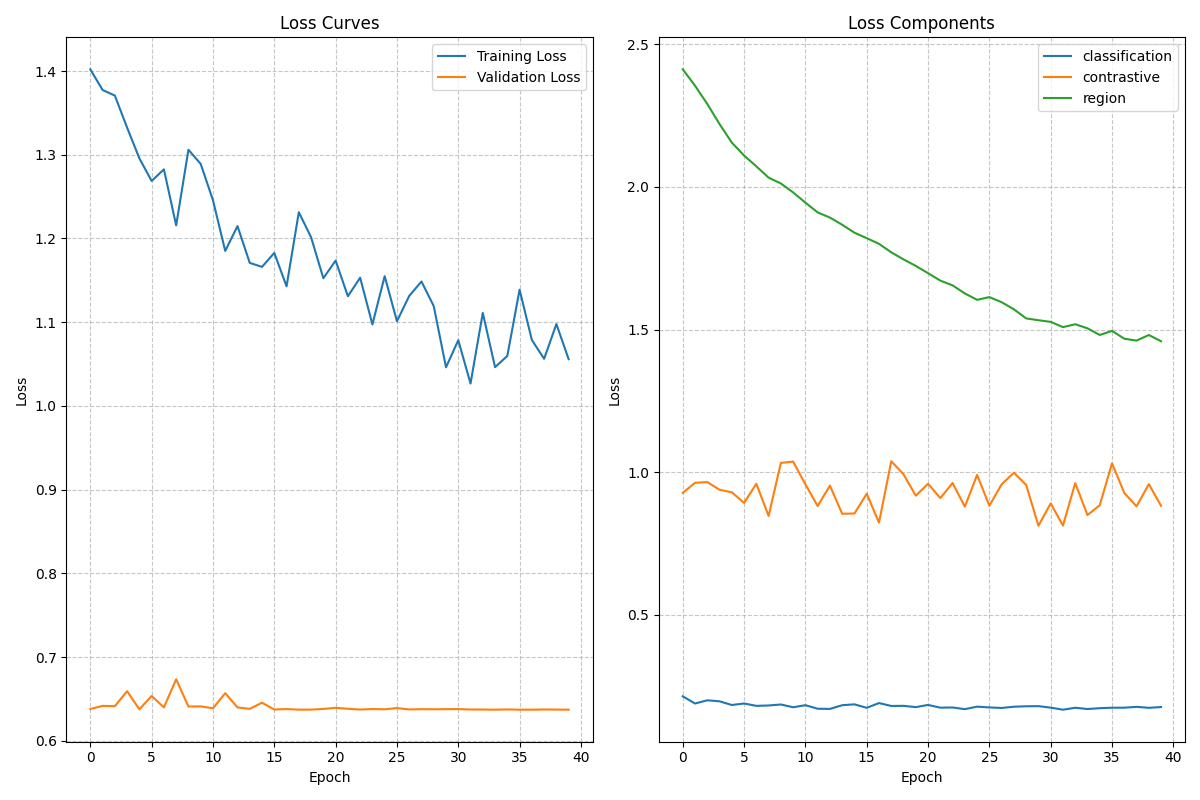 Loss Curves
Training Loss
Validation Loss
1.4
1.3
1.2
1.1
1.0
0.9
0.8
0.7
0.6
Loss
0 5 10 15 20 25 30 35 40
Epoch
Loss Components
classification
contrastive
region
2.5
2.0
1.5
1.0
0.5
Loss
0 5 10 15 20 25 30 35 40
Epoch